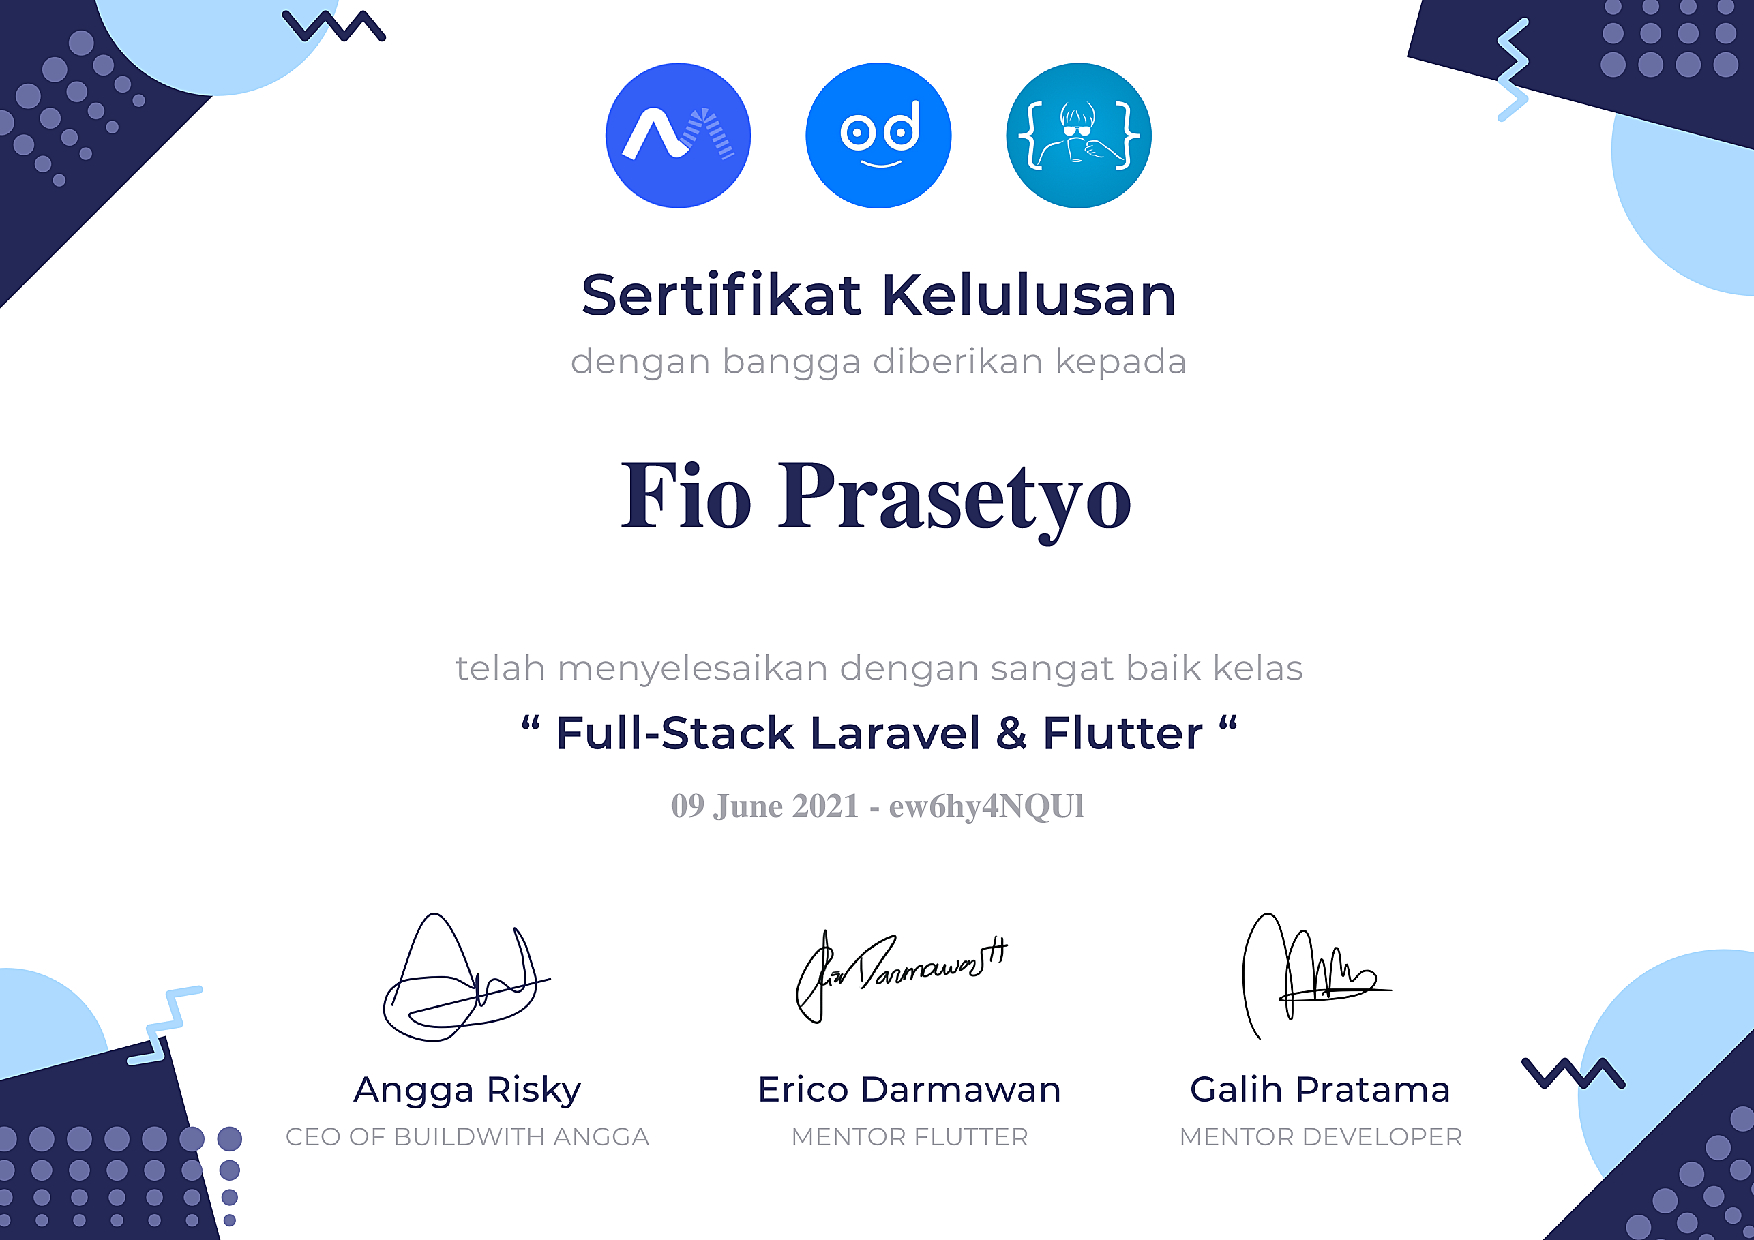 od
Sertifikat Kelulusan
dengan bangga diberikan kepada
Fio Prasetyo
telah menyelesaikan dengan sangat baik kelas
“ Full-Stack Laravel & Flutter “
09 June 2021 - ew6hy4NQUl
Angga Risky
CEO OF BUILDWITH ANGGA
Erico Darmawan
MENTOR FLUTTER
Galih Pratama
MENTOR DEVELOPER